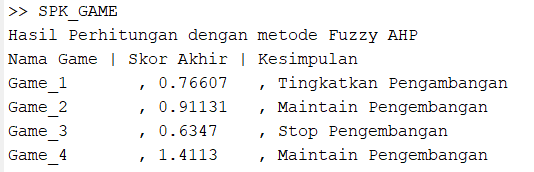 >> SPK_GAME
Hasil Perhitungan dengan metode Fuzzy AHP
Nama Game | Skor Akhir | Kesimpulan
Game_1 , 0.76607 , Tingkatkan Pengambangan
Game_2 , 0.91131 , Maintain Pengembangan
Game_3 , 0.6347 , Stop Pengembangan
Game_4 , 1.4113 , Maintain Pengembangan